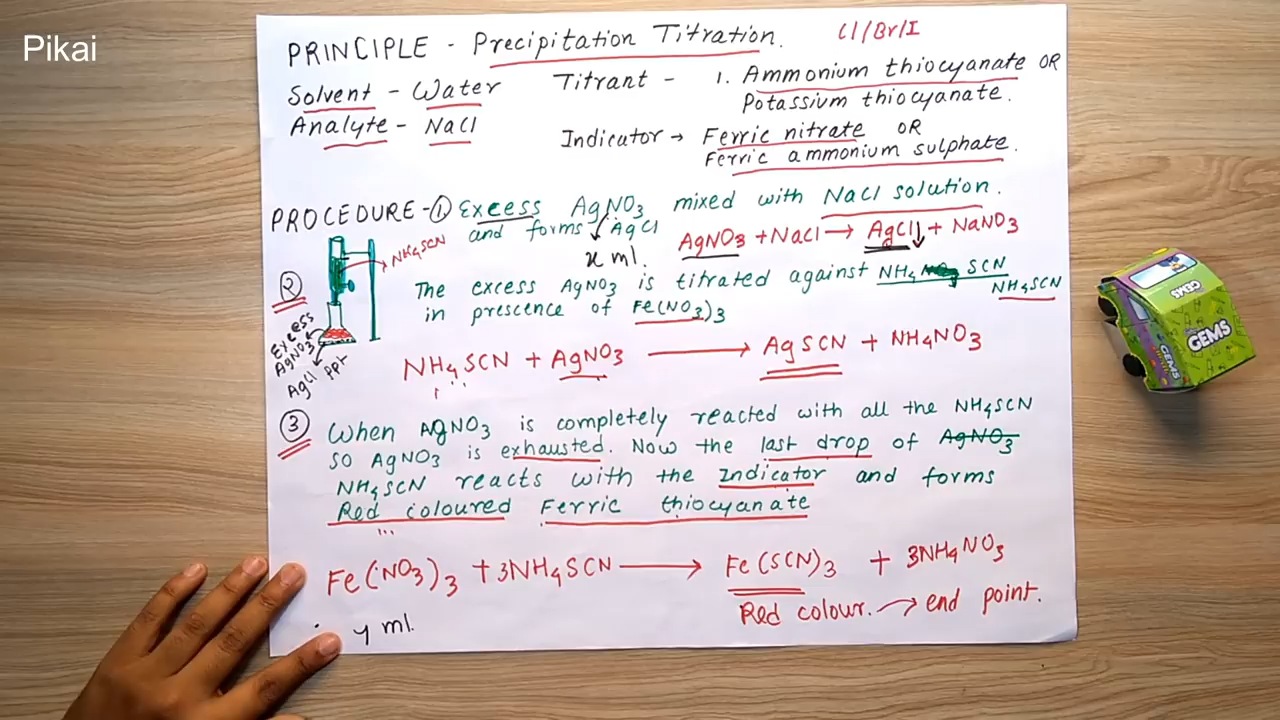 Pikai
PRINCIPLE - Precipitation Titration.
Cl/Br/I
Solvent - Water
Analyte - NaCl
Titrant - 1. Ammonium thiocyanate OR
Potassium thiocyanate.
Indicator → Ferric nitrate OR
Ferric ammonium sulphate.
PROCEDURE - ① Excess AgNO3 mixed with NaCl solution.
and forms AgCl
x ml.
AgNO3 + NaCl → AgCl↓ + NaNO3
②
NH4SCN
Excess
AgNO3
AgCl ppt
The excess AgNO3 is titrated against NH4 SCN
NH4SCN
in prescence of Fe(NO3)3
NH4SCN + AgNO3 → AgSCN + NH4NO3
③ When AgNO3 is completely reacted with all the NH4SCN
so AgNO3 is exhausted. Now the last drop of AgNO3
NH4SCN reacts with the Indicator and forms
Red coloured Ferric thiocyanate
Fe(NO3)3 + 3NH4SCN → Fe(SCN)3 + 3NH4NO3
Red colour. → end point.
y ml.
GEMS
GEMS
GEMS